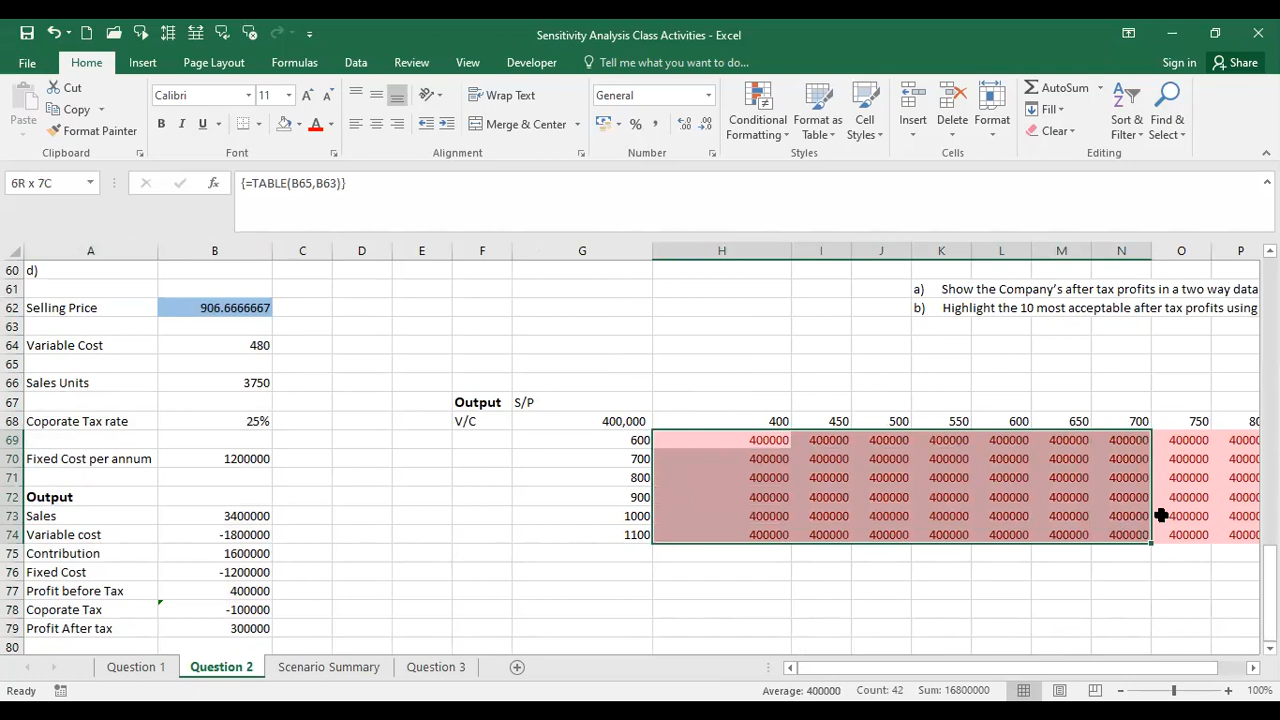 Sensitivity Analysis Class Activities - Excel
File Home Insert Page Layout Formulas Data Review View Developer Tell me what you want to do... Sign in Share
Paste Cut Copy Format Painter Clipboard
Calibri 11 B I U A Font
Wrap Text Merge & Center Alignment
General % , Number
Conditional Formatting Format as Table Cell Styles Styles
Insert Delete Format Cells
AutoSum Fill Clear Sort & Filter Find & Select Editing
6R x 7C fx {=TABLE(B65,B63)}
A B C D E F G H I J K L M N O P
60 d)
61 a) Show the Company's after tax profits in a two way data
62 Selling Price 906.6666667 b) Highlight the 10 most acceptable after tax profits using
63
64 Variable Cost 480
65
66 Sales Units 3750
67 Output S/P
68 Coporate Tax rate 25% V/C 400,000 400 450 500 550 600 650 700 750 80
69 600 400000 400000 400000 400000 400000 400000 400000 400000 40000
70 Fixed Cost per annum 1200000 700 400000 400000 400000 400000 400000 400000 400000 400000 40000
71 800 400000 400000 400000 400000 400000 400000 400000 400000 40000
72 Output 900 400000 400000 400000 400000 400000 400000 400000 400000 40000
73 Sales 3400000 1000 400000 400000 400000 400000 400000 400000 400000 400000 40000
74 Variable cost -1800000 1100 400000 400000 400000 400000 400000 400000 400000 400000 40000
75 Contribution 1600000
76 Fixed Cost -1200000
77 Profit before Tax 400000
78 Coporate Tax -100000
79 Profit After tax 300000
80
Question 1 Question 2 Scenario Summary Question 3
Ready Average: 400000 Count: 42 Sum: 16800000 100%